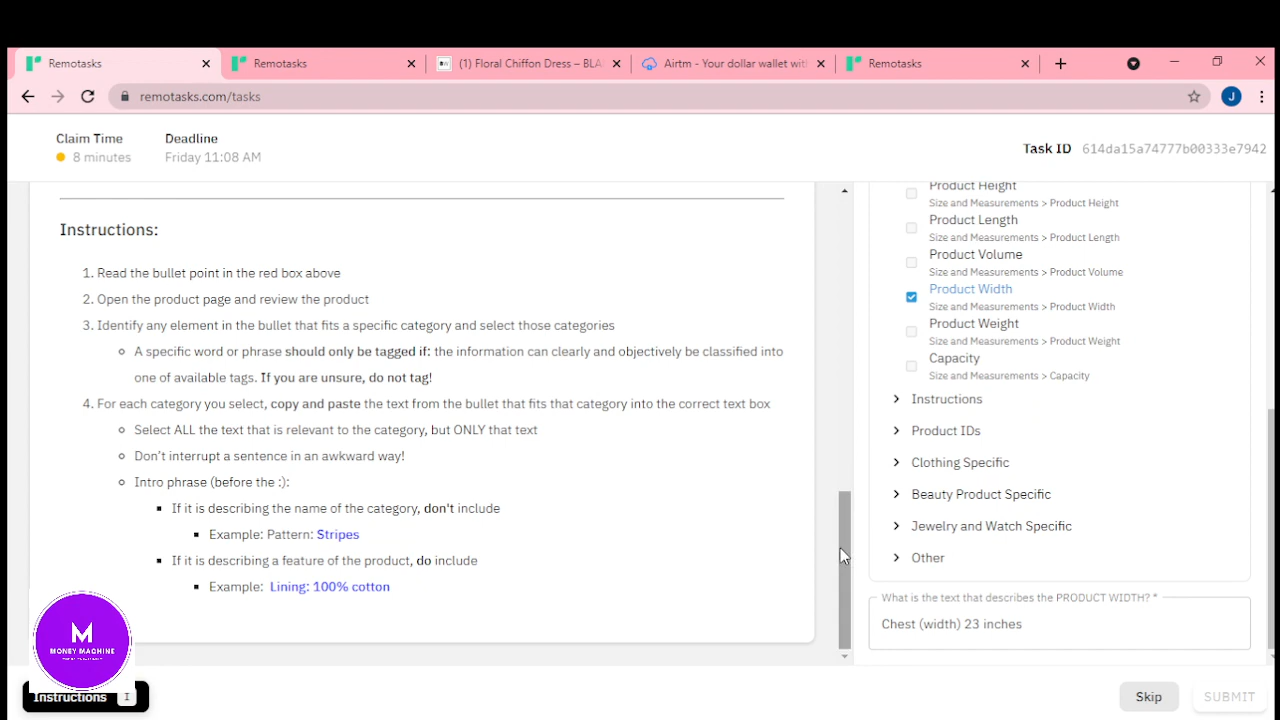 Remotasks
Remotasks
(1) Floral Chiffon Dress – BLA
Airtm - Your dollar wallet wit
Remotasks
remotasks.com/tasks
J
Claim Time
8 minutes
Deadline
Friday 11:08 AM
Task ID 614da15a74777b00333e7942
Instructions:
1. Read the bullet point in the red box above
2. Open the product page and review the product
3. Identify any element in the bullet that fits a specific category and select those categories
A specific word or phrase should only be tagged if: the information can clearly and objectively be classified into
one of available tags. If you are unsure, do not tag!
4. For each category you select, copy and paste the text from the bullet that fits that category into the correct text box
Select ALL the text that is relevant to the category, but ONLY that text
Don't interrupt a sentence in an awkward way!
Intro phrase (before the :):
If it is describing the name of the category, don't include
Example: Pattern: Stripes
If it is describing a feature of the product, do include
Example: Lining: 100% cotton
Product Height
Size and Measurements > Product Height
Product Length
Size and Measurements > Product Length
Product Volume
Size and Measurements > Product Volume
Product Width
Size and Measurements > Product Width
Product Weight
Size and Measurements > Product Weight
Capacity
Size and Measurements > Capacity
Instructions
Product IDs
Clothing Specific
Beauty Product Specific
Jewelry and Watch Specific
Other
What is the text that describes the PRODUCT WIDTH? *
Chest (width) 23 inches
M
MONEY MACHINE
Instructions I
Skip
SUBMIT